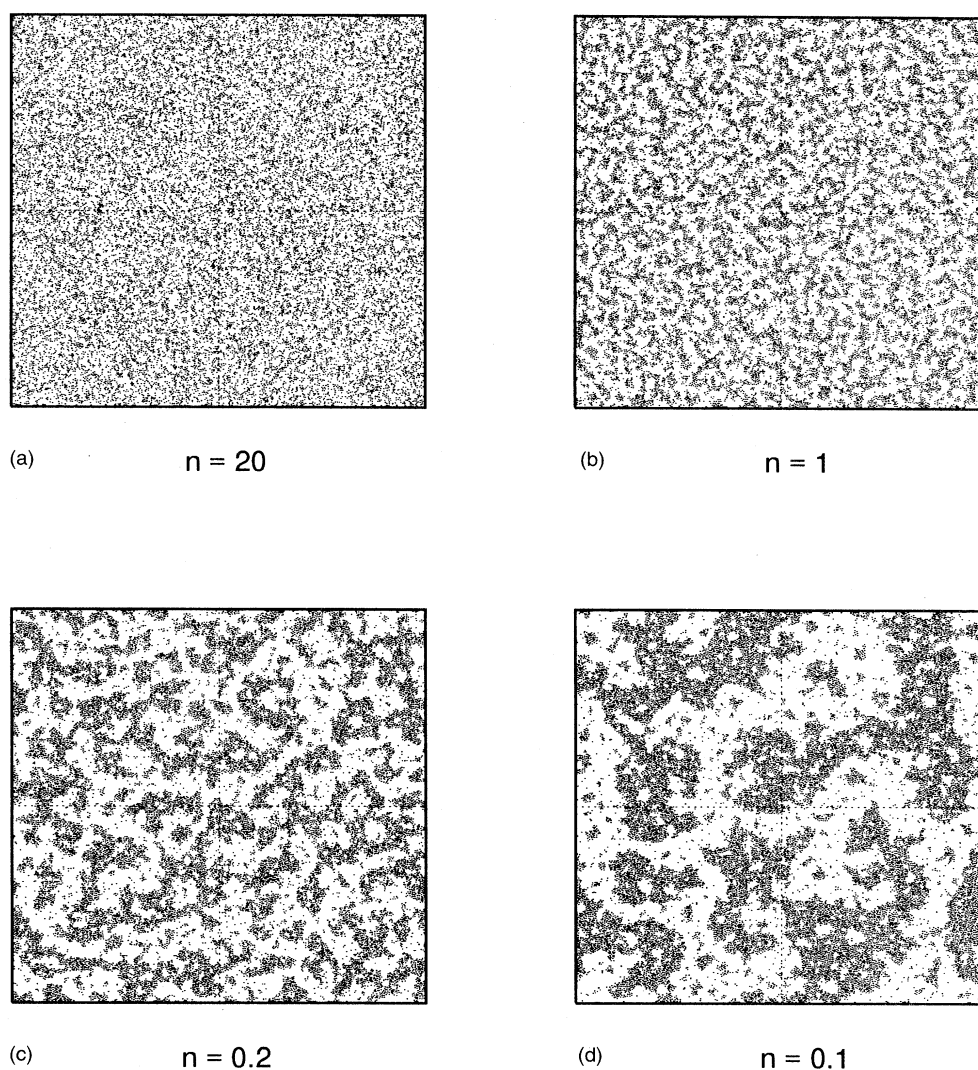 (a) n = 20
(b) n = 1
(c) n = 0.2
(d) n = 0.1